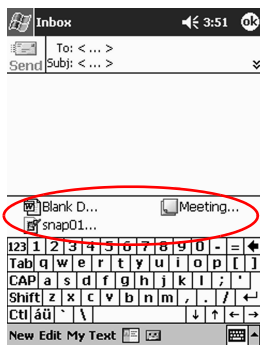 Inbox 3:51 ok
To: < ... >
Send Subj: < ... >
Blank D... Meeting...
snap01...
123 1 2 3 4 5 6 7 8 9 0 - =
Tab q w e r t y u i o p [ ]
CAP a s d f g h j k l ; '
Shift z x c v b n m , . /
Ctl áü ` \
New Edit My Text